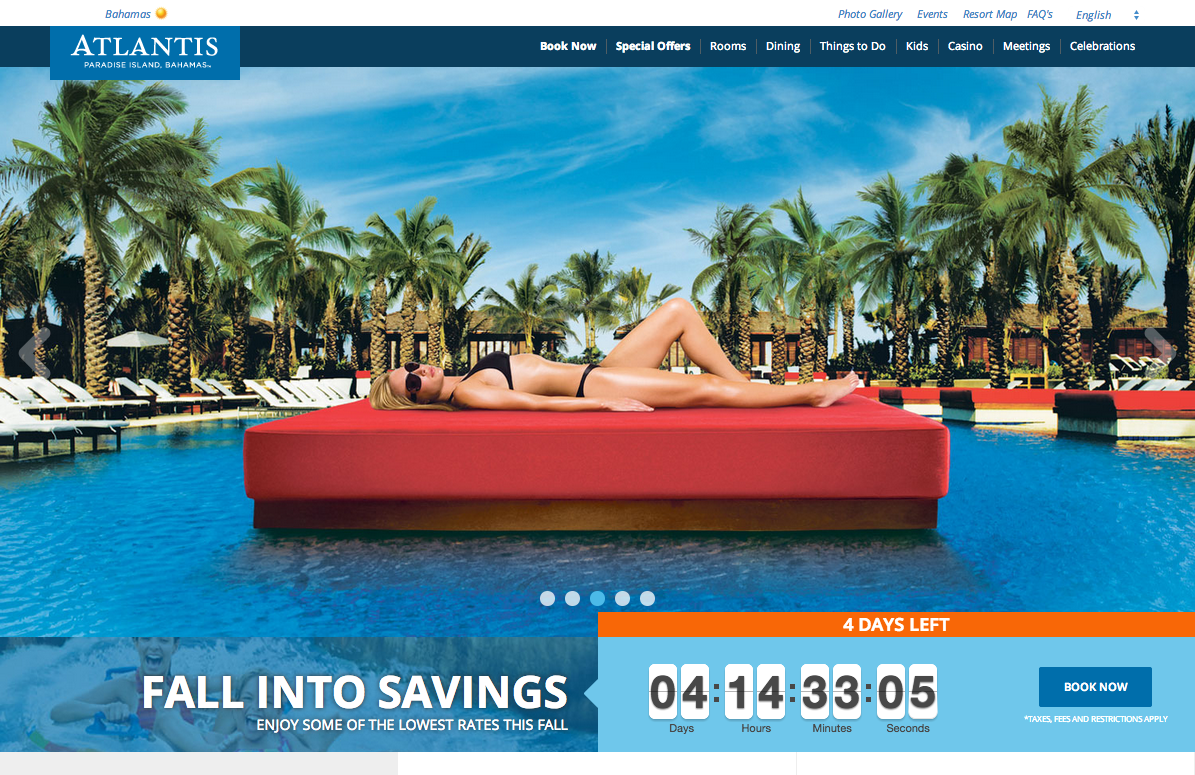 Bahamas
Photo Gallery Events Resort Map FAQ's English
ATLANTIS
PARADISE ISLAND, BAHAMAS™
Book Now Special Offers Rooms Dining Things to Do Kids Casino Meetings Celebrations
4 DAYS LEFT
FALL INTO SAVINGS
ENJOY SOME OF THE LOWEST RATES THIS FALL
04:14:33:05
Days Hours Minutes Seconds
BOOK NOW
*TAXES, FEES AND RESTRICTIONS APPLY